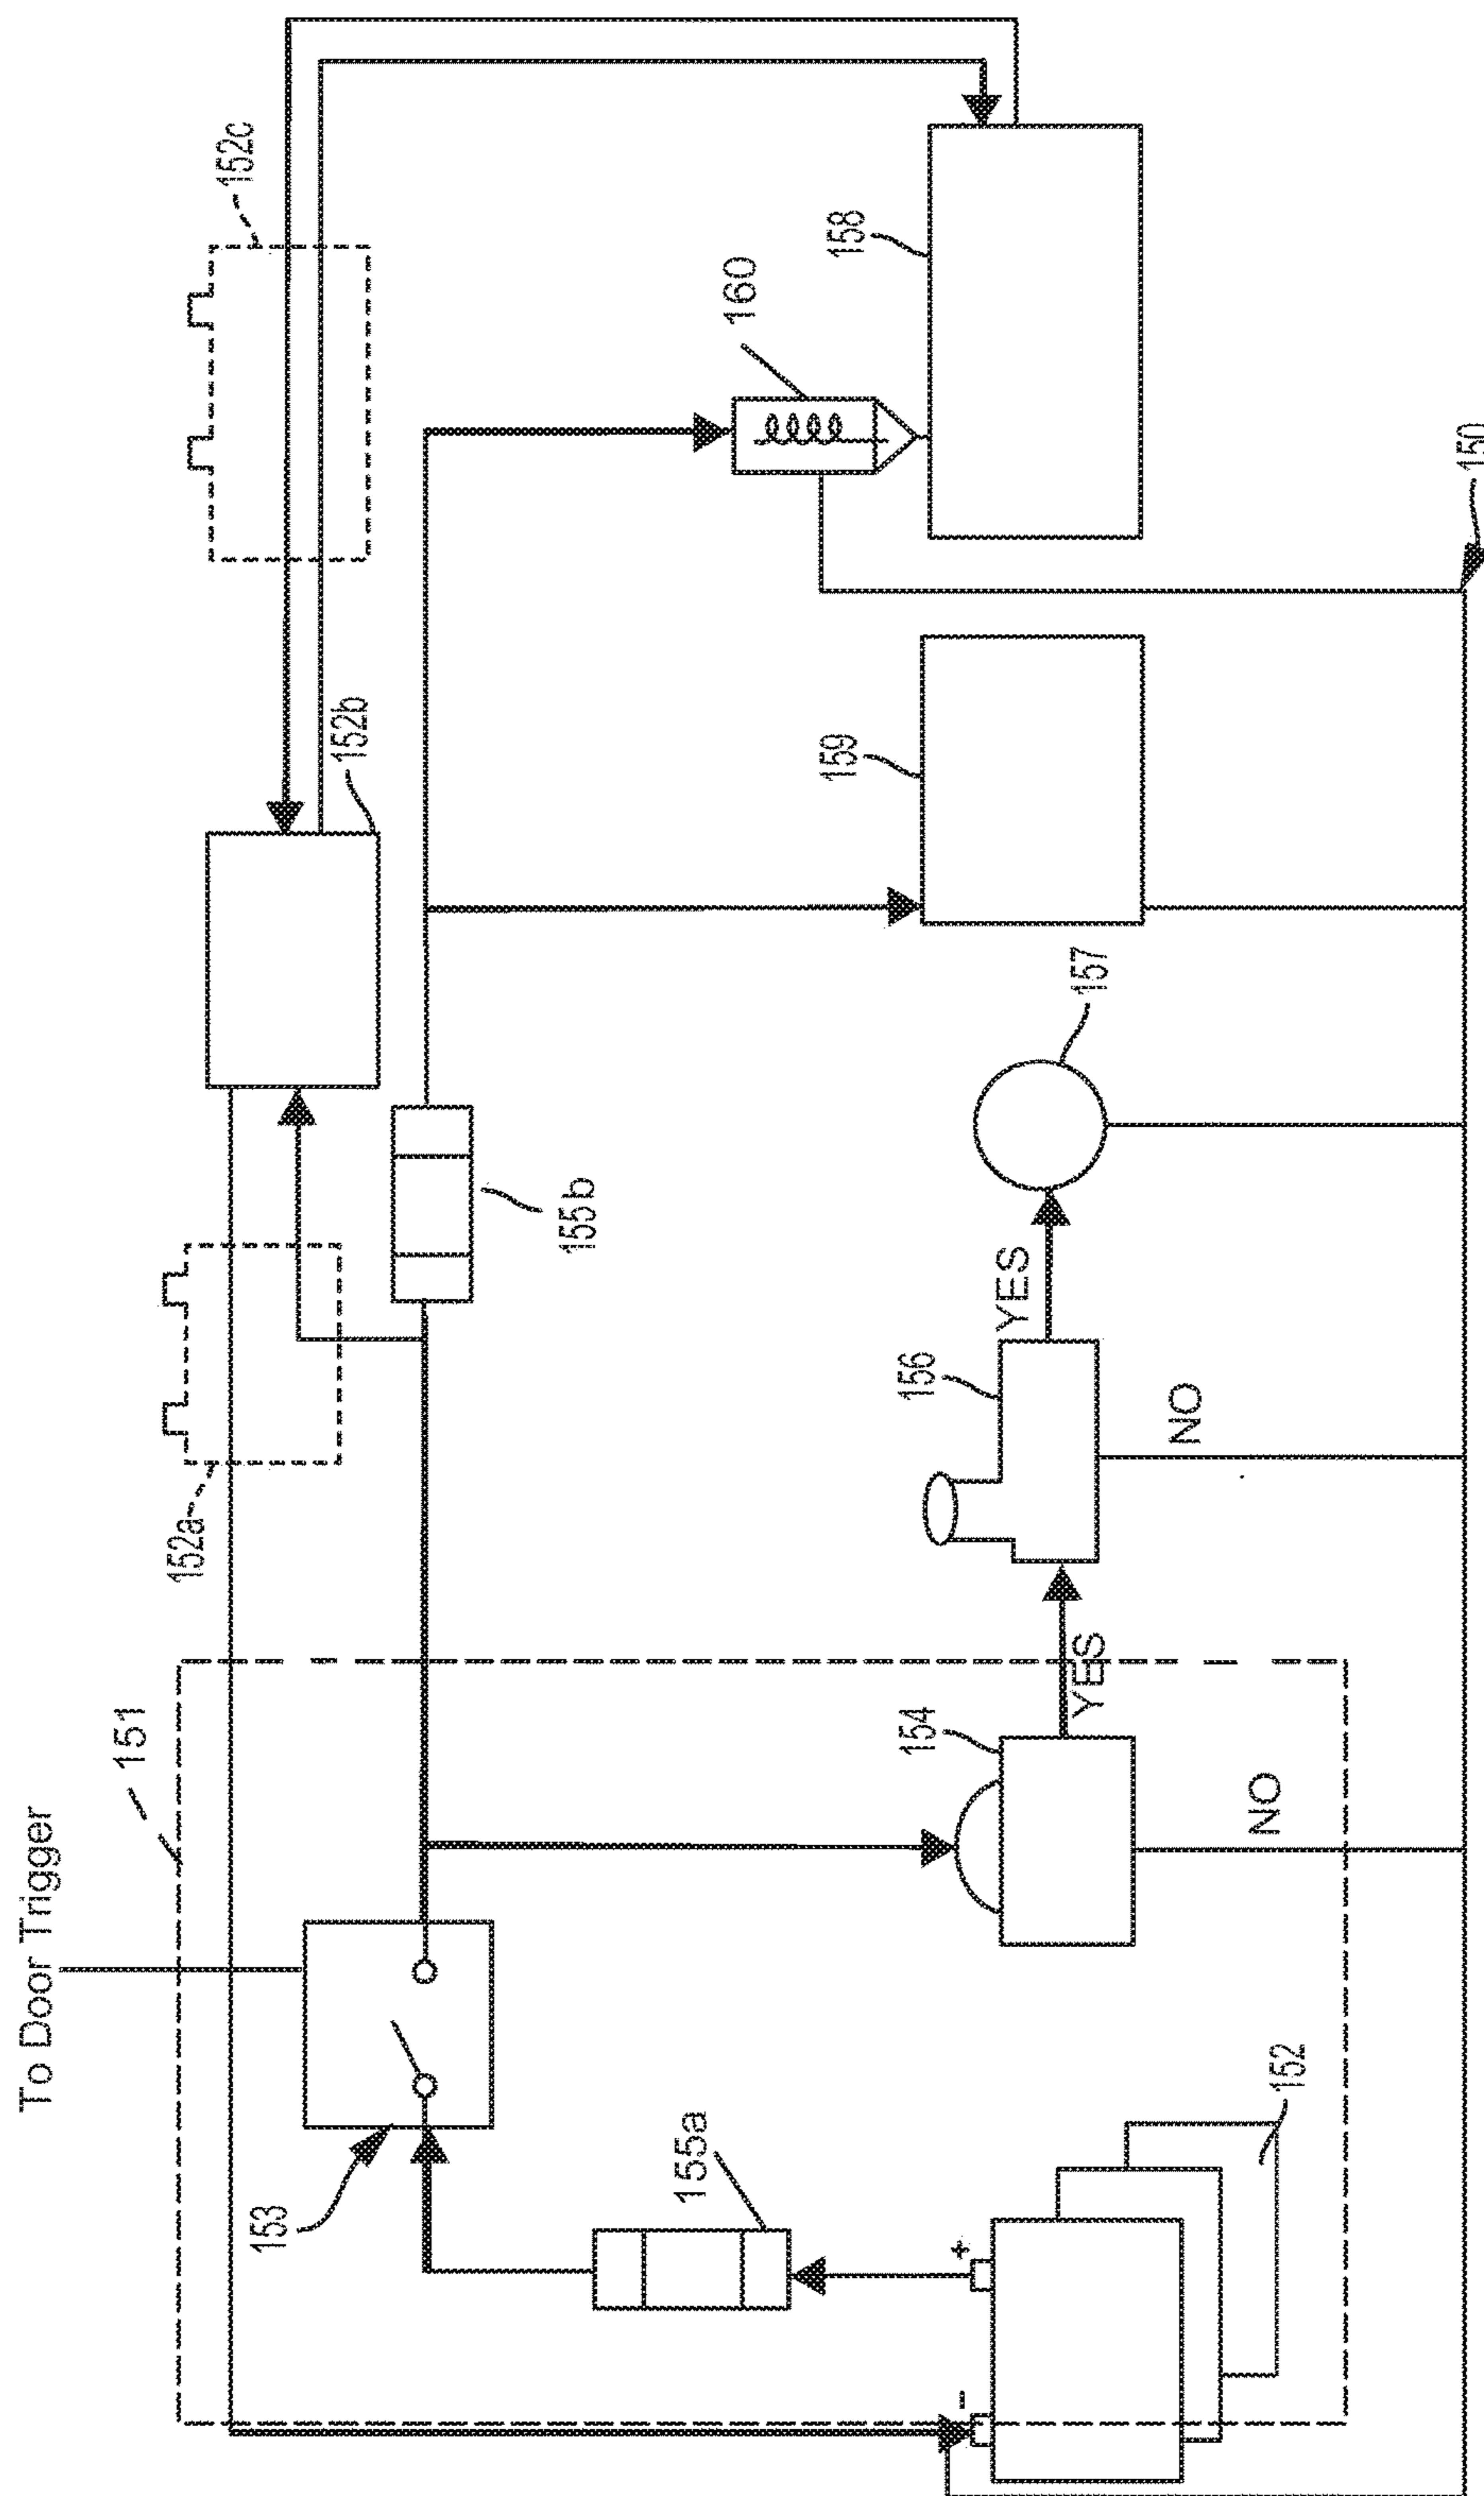 To Door Trigger
151
152a
152b
152c
153
155a
155b
160
158
159
157
156
YES
NO
154
YES
NO
+
-
152
150